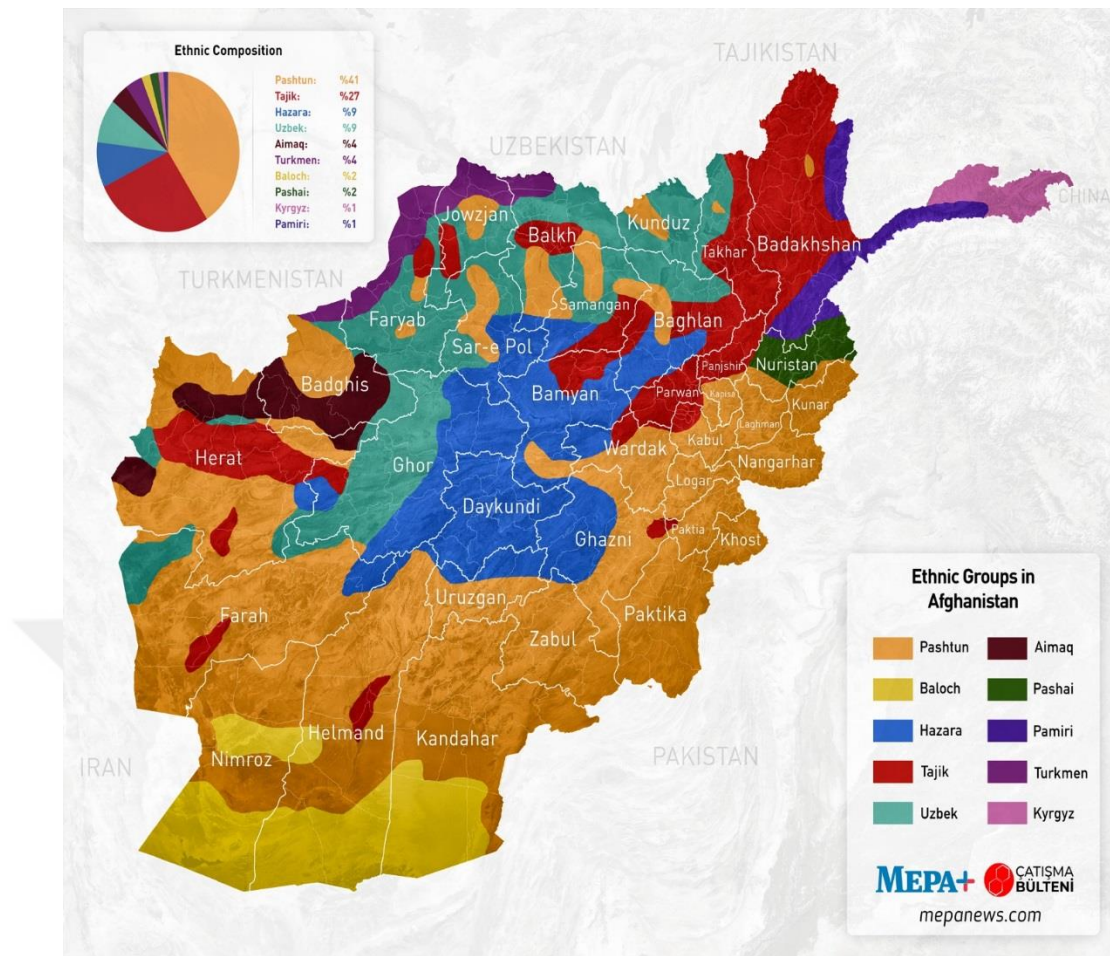 Ethnic Composition
Pashtun: %41
Tajik: %27
Hazara: %9
Uzbek: %9
Aimaq: %4
Turkmen: %4
Baloch: %2
Pashai: %2
Kyrgyz: %1
Pamiri: %1
TAJIKISTAN
UZBEKISTAN
CHINA
TURKMENISTAN
Jowzjan
Balkh
Kunduz
Takhar
Badakhshan
Faryab
Samangan
Baghlan
Sar-e Pol
Badghis
Bamyan
Panjshir
Nuristan
Parwan
Kapisa
Kunar
Laghman
Herat
Ghor
Wardak
Kabul
Nangarhar
Logar
Daykundi
Ghazni
Paktia
Khost
Uruzgan
Farah
Zabul
Paktika
Helmand
Kandahar
Nimroz
IRAN
PAKISTAN
Ethnic Groups in
Afghanistan
Pashtun Aimaq
Baloch Pashai
Hazara Pamiri
Tajik Turkmen
Uzbek Kyrgyz
MEPA+ ÇATIŞMA
BÜLTENİ
mepanews.com